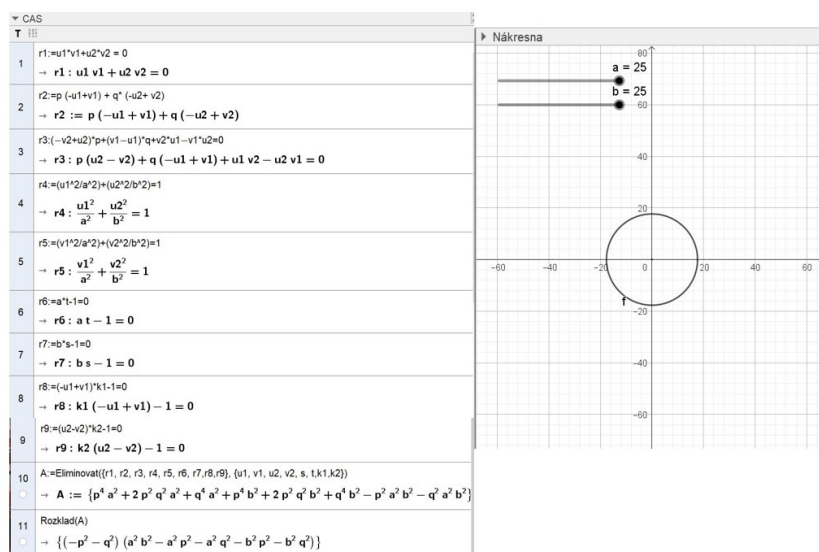 CAS
T
1
r1:=u1*v1+u2*v2 = 0
→ r1 : u1 v1 + u2 v2 = 0
2
r2:=p (-u1+v1) + q* (-u2+ v2)
→ r2 := p (−u1 + v1) + q (−u2 + v2)
3
r3:(−v2+u2)*p+(v1−u1)*q+v2*u1−v1*u2=0
→ r3 : p (u2 − v2) + q (−u1 + v1) + u1 v2 − u2 v1 = 0
4
r4:=(u1^2/a^2)+(u2^2/b^2)=1
→ r4 : u1²/a² + u2²/b² = 1
5
r5:=(v1^2/a^2)+(v2^2/b^2)=1
→ r5 : v1²/a² + v2²/b² = 1
6
r6:=a*t-1=0
→ r6 : a t − 1 = 0
7
r7:=b*s-1=0
→ r7 : b s − 1 = 0
8
r8:=(-u1+v1)*k1-1=0
→ r8 : k1 (−u1 + v1) − 1 = 0
9
r9:=(u2-v2)*k2-1=0
→ r9 : k2 (u2 − v2) − 1 = 0
10
A:=Eliminovat({r1, r2, r3, r4, r5, r6, r7,r8,r9}, {u1, v1, u2, v2, s, t,k1,k2})
→ A := {p⁴ a² + 2 p² q² a² + q⁴ a² + p⁴ b² + 2 p² q² b² + q⁴ b² − p² a² b² − q² a² b²}
11
Rozklad(A)
→ {(−p² − q²) (a² b² − a² p² − a² q² − b² p² − b² q²)}
Nákresna
80
a = 25
b = 25
60
40
20
-60 -40 -20 0 20 40 60
f
-20
-40
-60